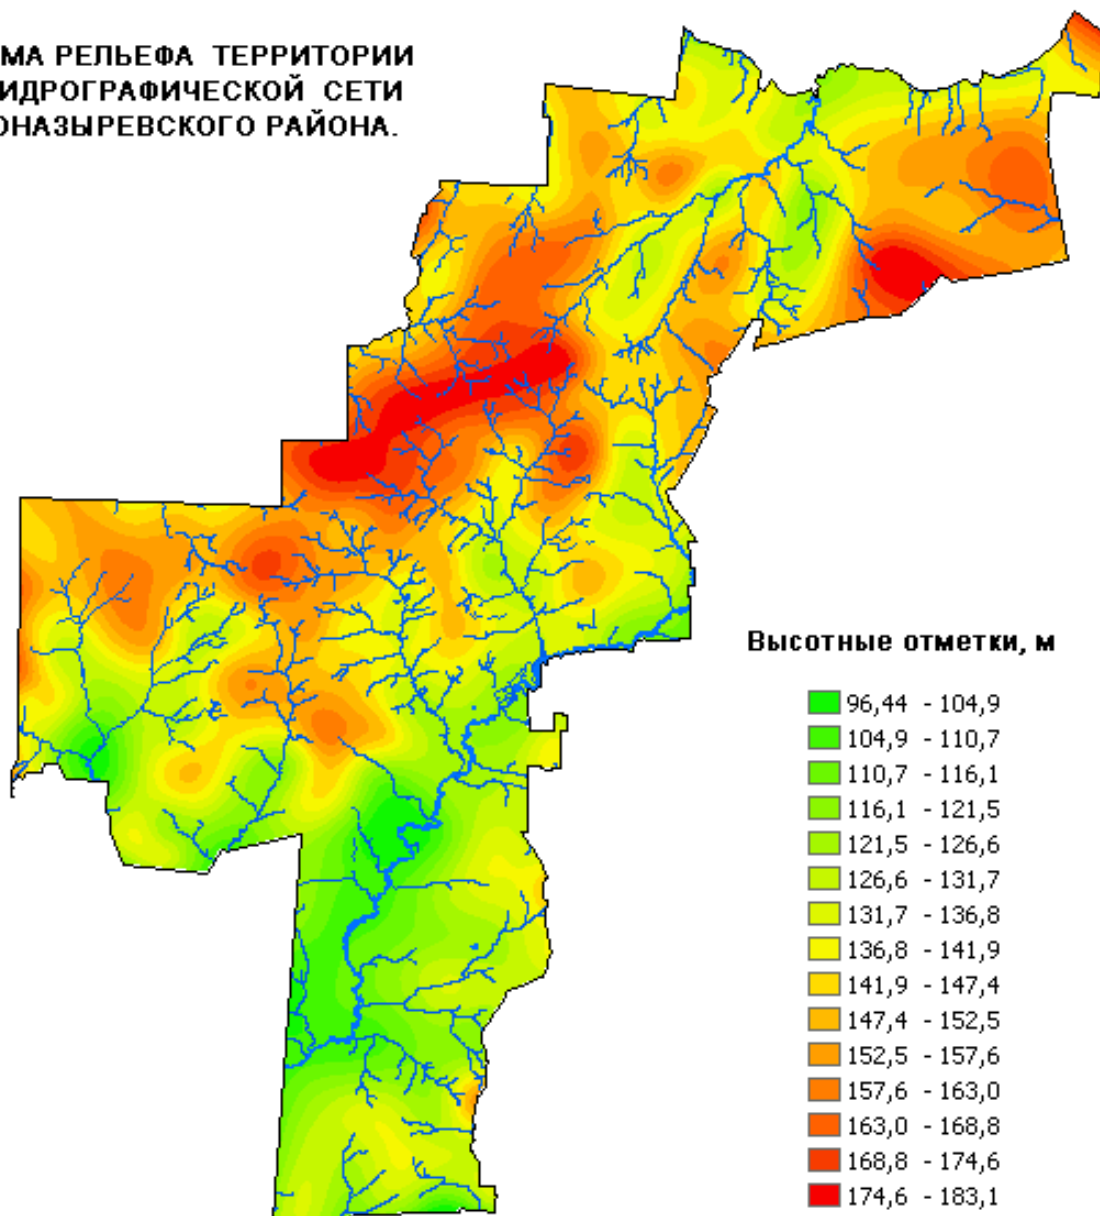 МА РЕЛЬЕФА ТЕРРИТОРИИ
ИДРОГРАФИЧЕСКОЙ СЕТИ
ОНАЗЫРЕВСКОГО РАЙОНА.
Высотные отметки, м
96,44 - 104,9
104,9 - 110,7
110,7 - 116,1
116,1 - 121,5
121,5 - 126,6
126,6 - 131,7
131,7 - 136,8
136,8 - 141,9
141,9 - 147,4
147,4 - 152,5
152,5 - 157,6
157,6 - 163,0
163,0 - 168,8
168,8 - 174,6
174,6 - 183,1